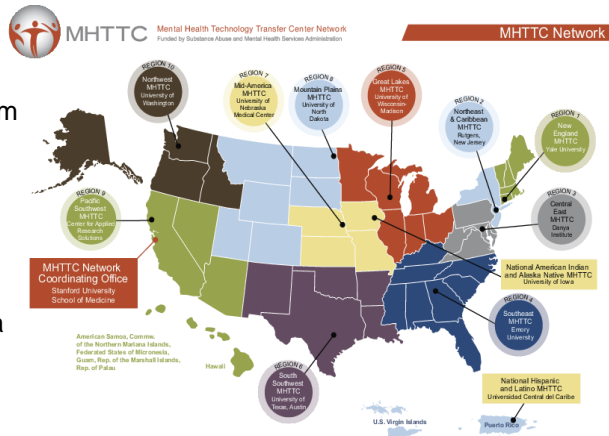 MHTTC
Mental Health Technology Transfer Center Network
Funded by Substance Abuse and Mental Health Services Administration
MHTTC Network
REGION 10
Northwest
MHTTC
University of
Washington
REGION 7
Mid-America
MHTTC
University of
Nebraska
Medical Center
REGION 8
Mountain Plains
MHTTC
University of
North
Dakota
REGION 5
Great Lakes
MHTTC
University of
Wisconsin-
Madison
REGION 2
Northeast
& Caribbean
MHTTC
Rutgers,
New Jersey
REGION 1
New
England
MHTTC
Yale University
m
REGION 9
Pacific
Southwest
MHTTC
Center for Applied
Research
Solutions
REGION 3
Central
East
MHTTC
Danya
Institute
MHTTC Network
Coordinating Office
Stanford University
School of Medicine
National American Indian
and Alaska Native MHTTC
University of Iowa
a
REGION 4
Southeast
MHTTC
Emory
University
American Samoa, Commw.
of the Northern Mariana Islands,
Federated States of Micronesia,
Guam, Rep. of the Marshall Islands,
Rep. of Palau
Hawaii
REGION 6
South
Southwest
MHTTC
University of
Texas, Austin
National Hispanic
and Latino MHTTC
Universidad Central del Caribe
U.S. Virgin Islands
Puerto Rico